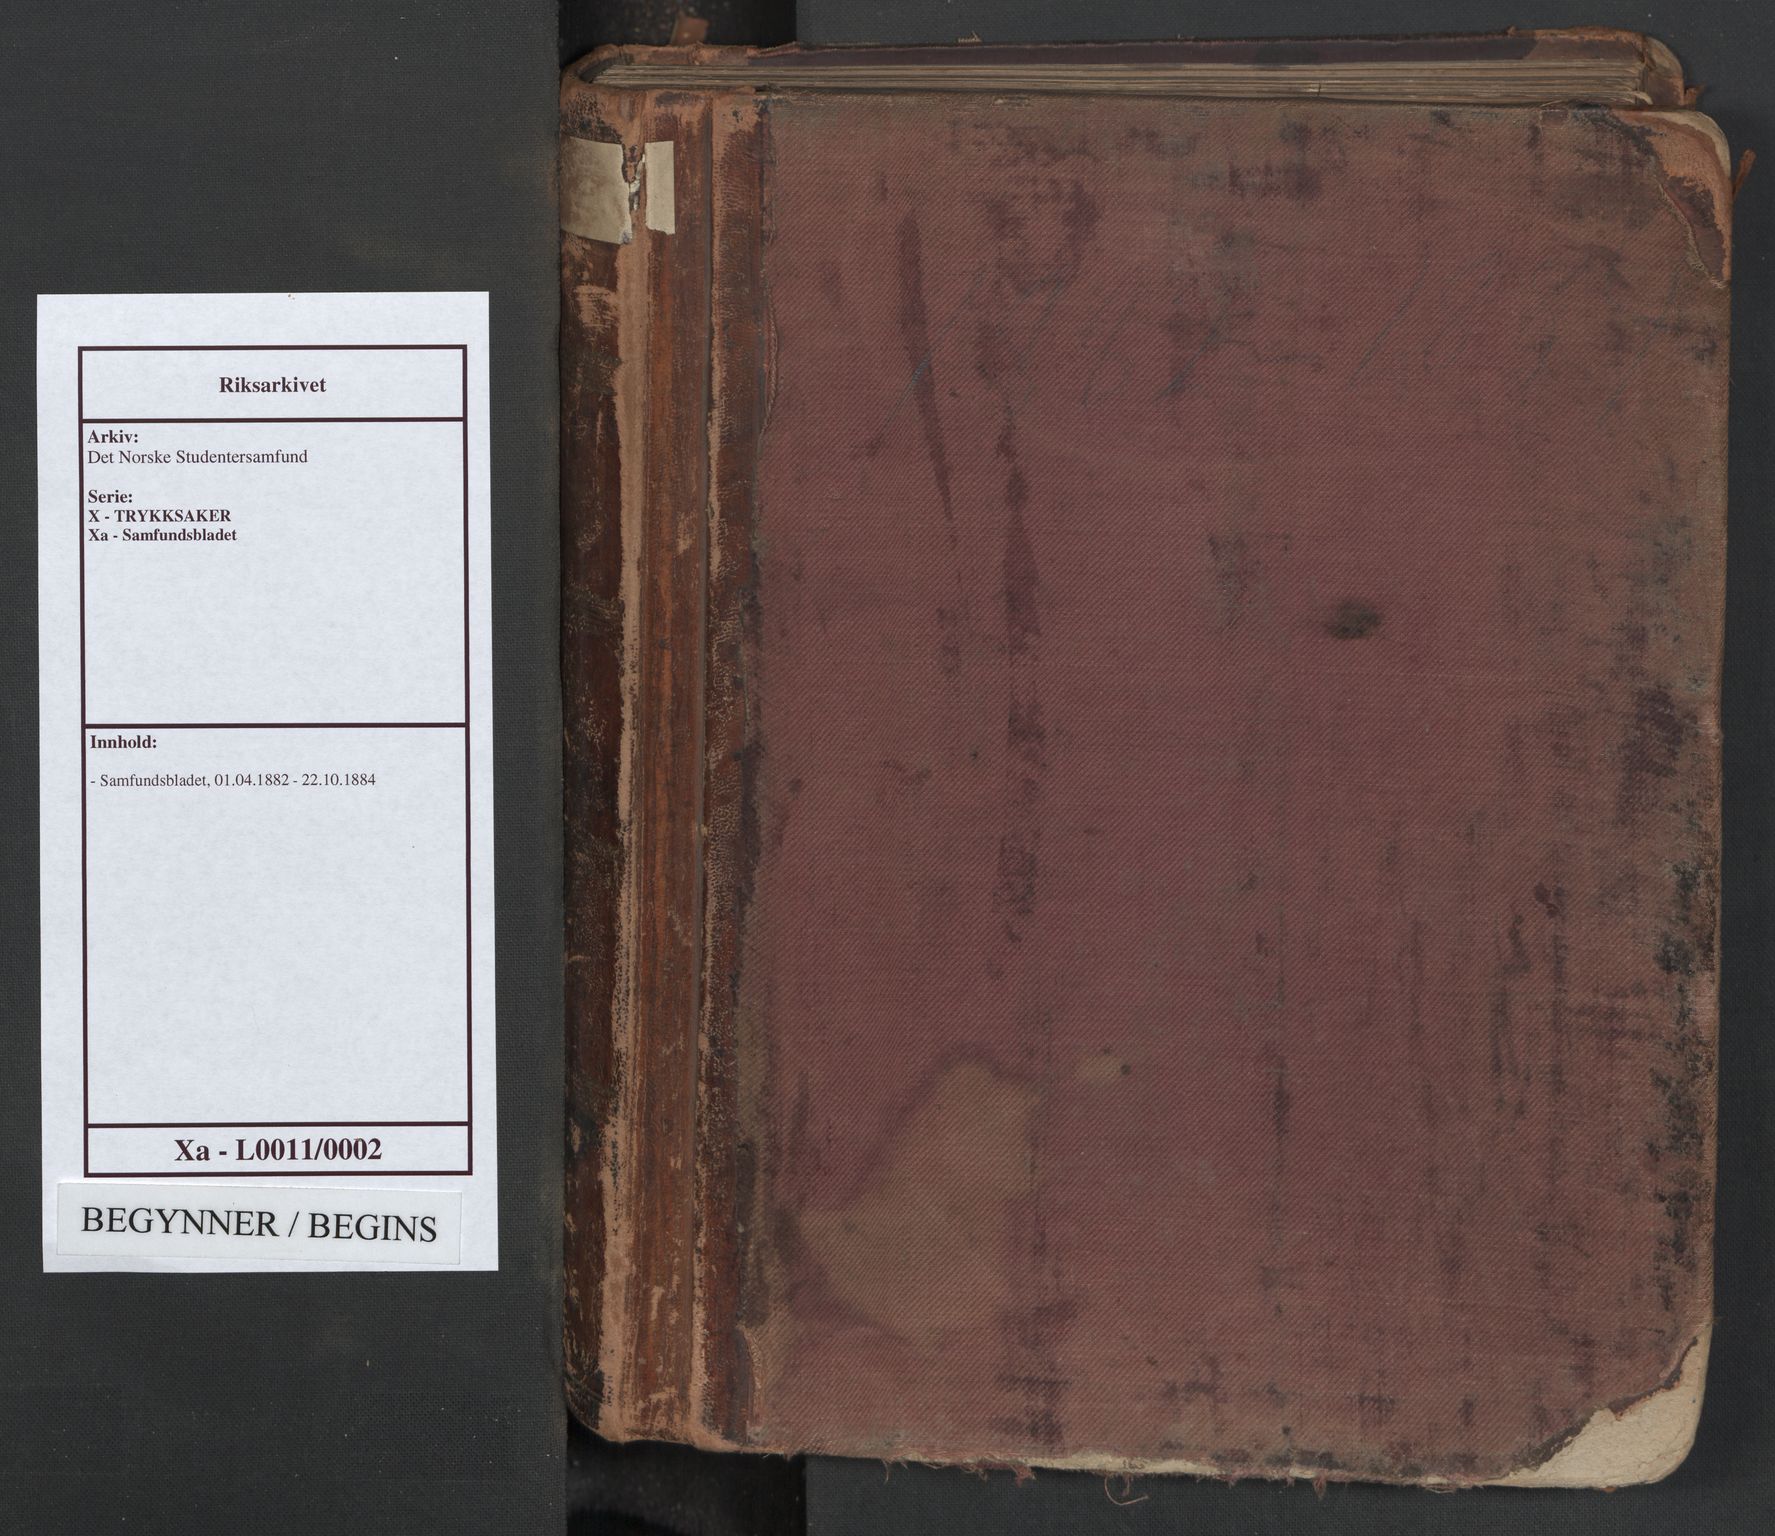 Riksarkivet
Arkiv:
Det Norske Studentersamfund
Serie:
X - TRYKKSAKER
Xa - Samfundsbladet
Innhold:
- Samfundsbladet, 01.04.1882 - 22.10.1884
Xa - L0011/0002
BEGYNNER / BEGINS